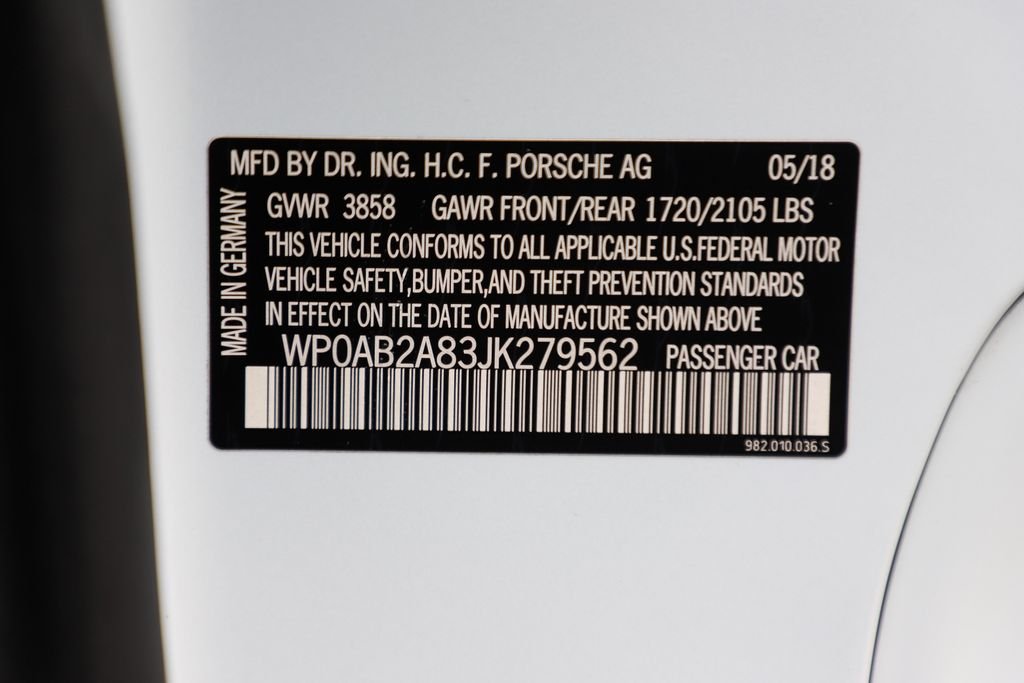 MFD BY DR. ING. H.C. F. PORSCHE AG 05/18
MADE IN GERMANY
GVWR 3858 GAWR FRONT/REAR 1720/2105 LBS
THIS VEHICLE CONFORMS TO ALL APPLICABLE U.S.FEDERAL MOTOR
VEHICLE SAFETY,BUMPER,AND THEFT PREVENTION STANDARDS
IN EFFECT ON THE DATE OF MANUFACTURE SHOWN ABOVE
WP0AB2A83JK279562 PASSENGER CAR
982.010.036.S